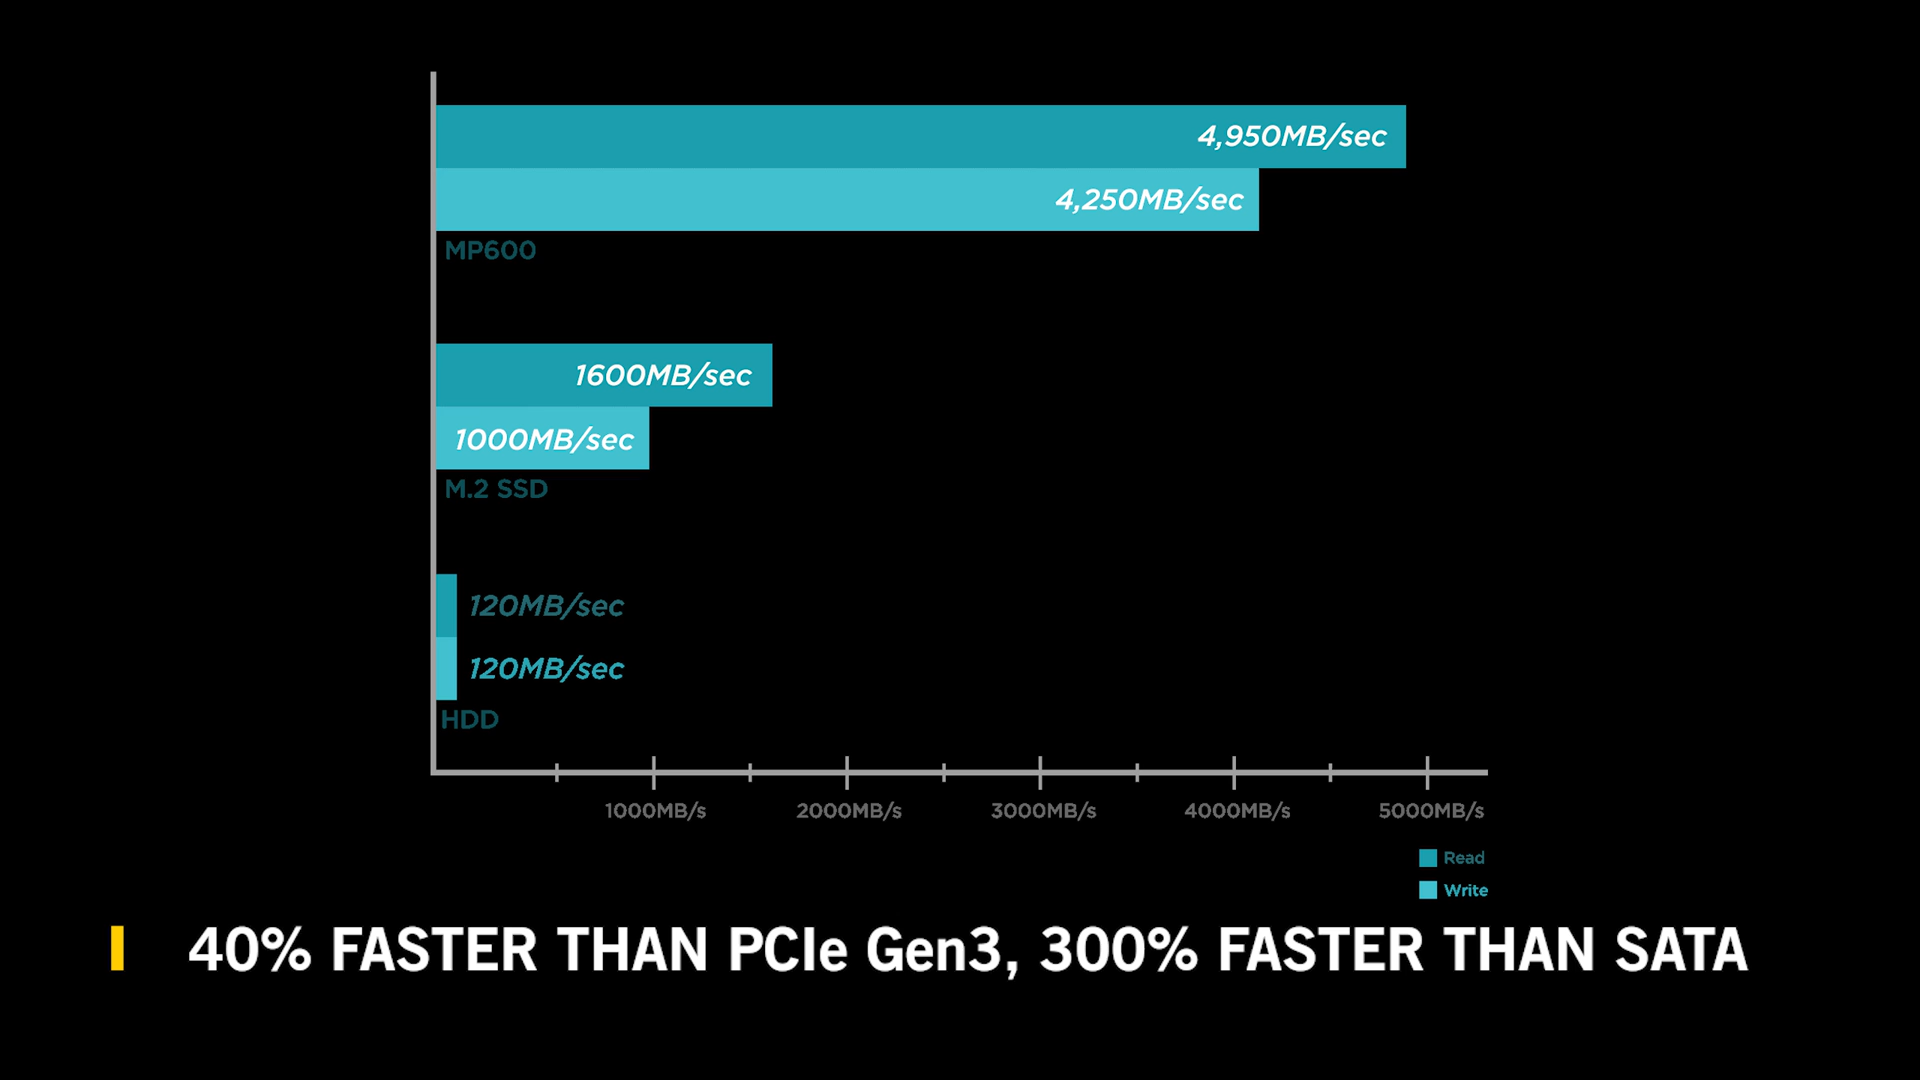 4,950MB/sec
4,250MB/sec
MP600
1600MB/sec
1000MB/sec
M.2 SSD
120MB/sec
120MB/sec
HDD
1000MB/s 2000MB/s 3000MB/s 4000MB/s 5000MB/s
Read
Write
40% FASTER THAN PCIe Gen3, 300% FASTER THAN SATA